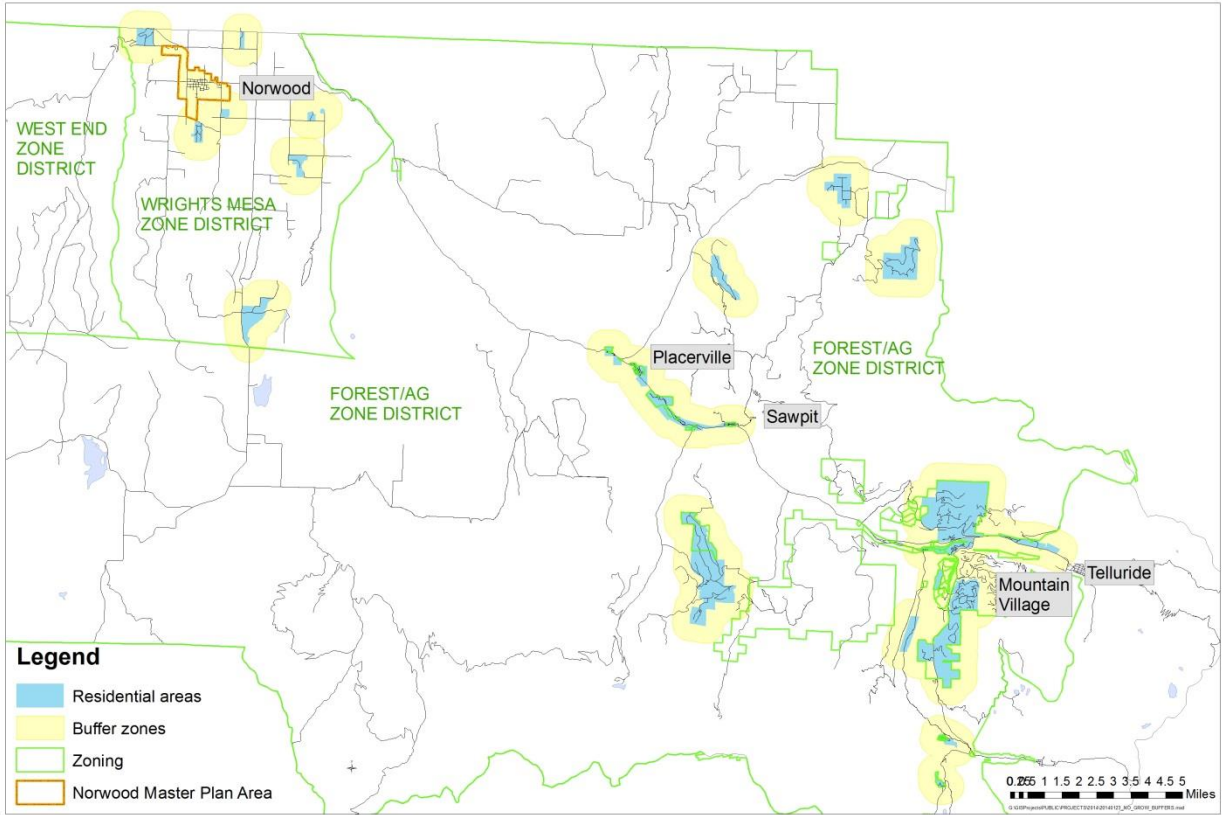 Norwood
WEST END
ZONE
DISTRICT
WRIGHTS MESA
ZONE DISTRICT
Placerville
FOREST/AG
ZONE DISTRICT
FOREST/AG
ZONE DISTRICT
Sawpit
Telluride
Mountain
Village
Legend
Residential areas
Buffer zones
Zoning
Norwood Master Plan Area
1 1.5 2 2.5 3 3.5 4 4.5 5
Miles